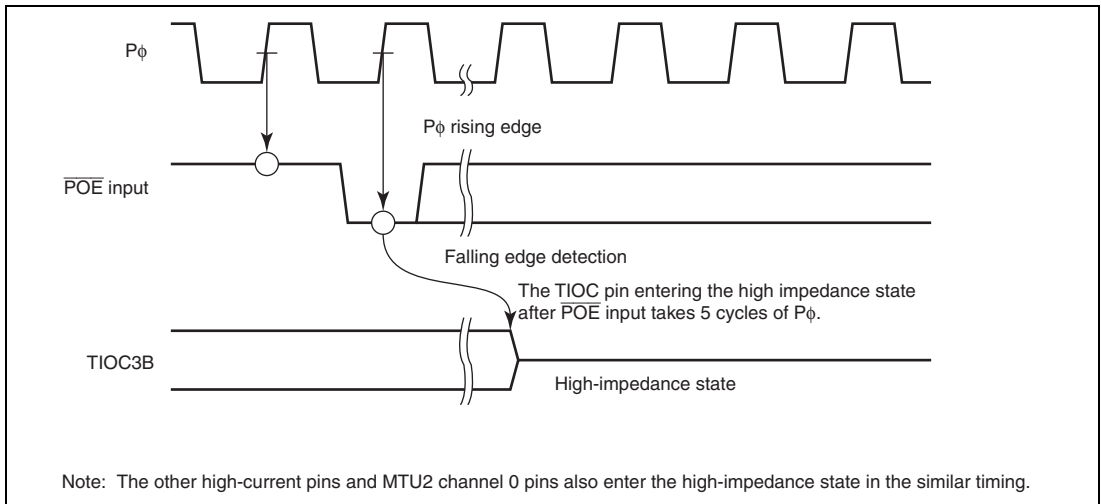 Pϕ
Pϕ rising edge
POE input
Falling edge detection
The TIOC pin entering the high impedance state
after POE input takes 5 cycles of Pϕ.
TIOC3B
High-impedance state
Note: The other high-current pins and MTU2 channel 0 pins also enter the high-impedance state in the similar timing.